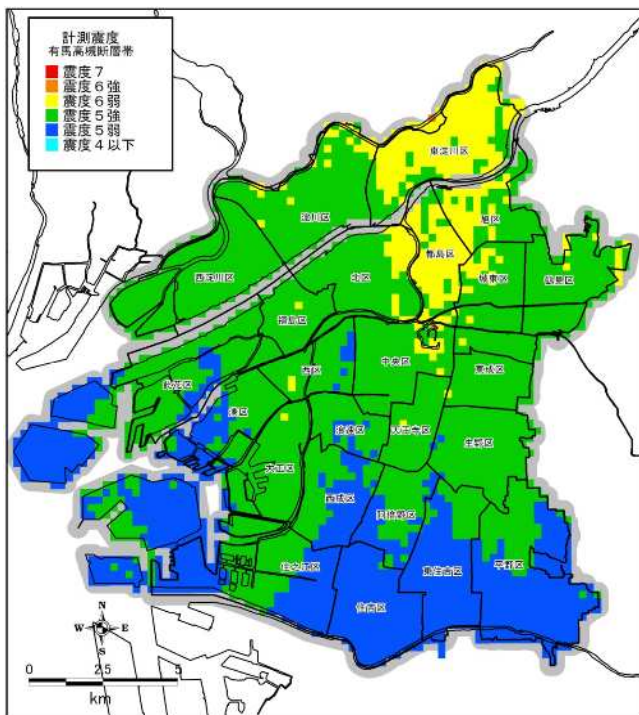 計測震度
有馬高槻断層帯
震度7
震度6強
震度6弱
震度5強
震度5弱
震度4以下
東淀川区
淀川区
旭区
都島区
西淀川区
北区
城東区
鶴見区
福島区
中央区
西区
東成区
此花区
港区
浪速区
天王寺区
生野区
大正区
西成区
阿倍野区
住之江区
東住吉区
平野区
住吉区
N
W E
S
0 2.5 5
km